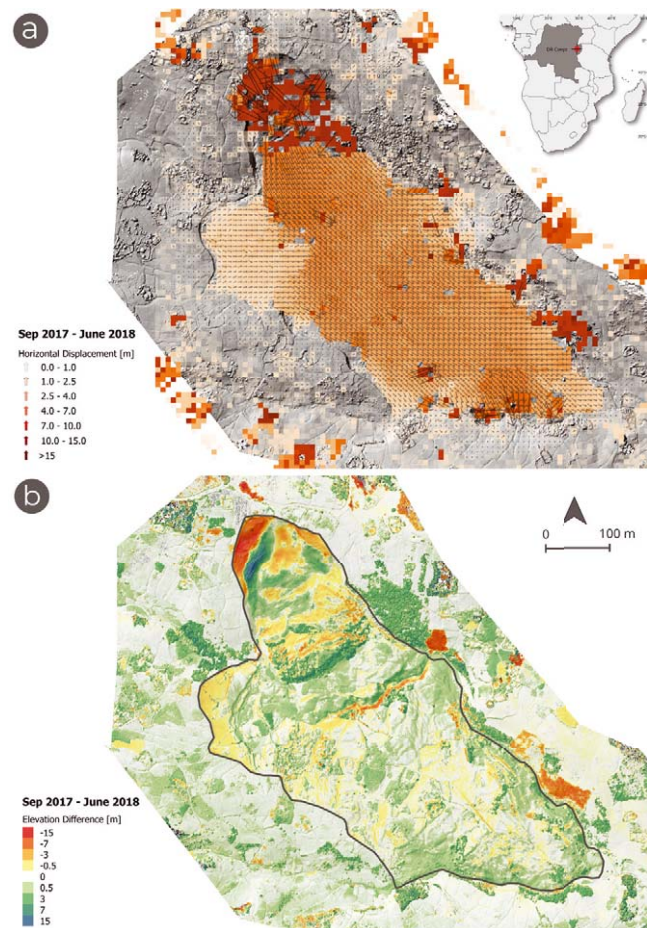 a
DR Congo
Sep 2017 - June 2018
Horizontal Displacement [m]
0.0 - 1.0
1.0 - 2.5
2.5 - 4.0
4.0 - 7.0
7.0 - 10.0
10.0 - 15.0
>15
b
0 100 m
Sep 2017 - June 2018
Elevation Difference [m]
-15
-7
-3
-0.5
0
0.5
3
7
15